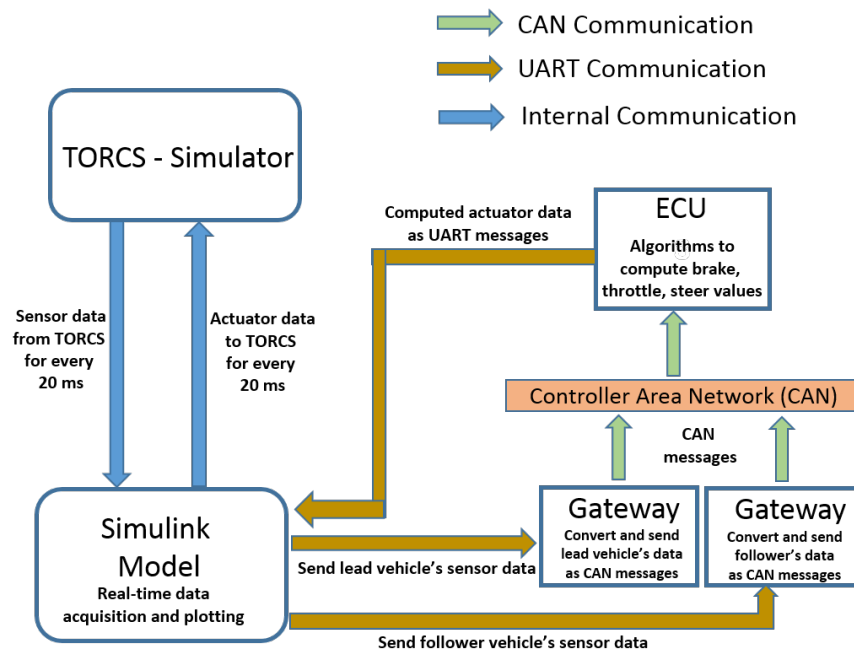 CAN Communication
UART Communication
Internal Communication
TORCS - Simulator
Computed actuator data
as UART messages
ECU
Algorithms to
compute brake,
throttle, steer values
Sensor data
from TORCS
for every
20 ms
Actuator data
to TORCS
for every
20 ms
Controller Area Network (CAN)
CAN
messages
Simulink
Model
Real-time data
acquisition and plotting
Gateway
Convert and send
lead vehicle's data
as CAN messages
Gateway
Convert and send
follower's data
as CAN messages
Send lead vehicle's sensor data
Send follower vehicle's sensor data